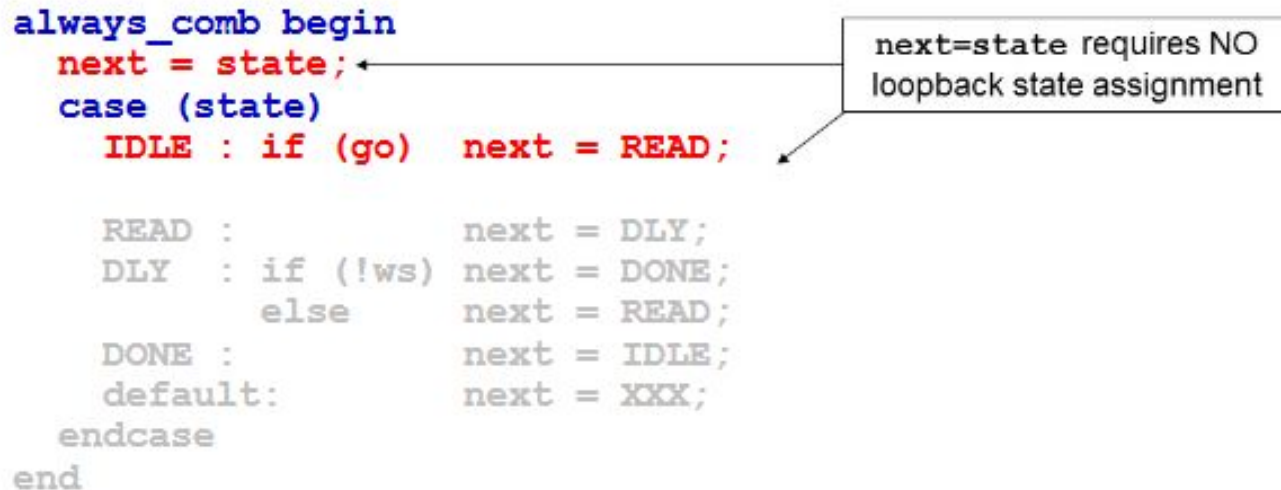 always_comb begin
next = state;
next=state requires NO
loopback state assignment
case (state)
IDLE : if (go) next = READ;
READ : next = DLY;
DLY : if (!ws) next = DONE;
else next = READ;
DONE : next = IDLE;
default: next = XXX;
endcase
end